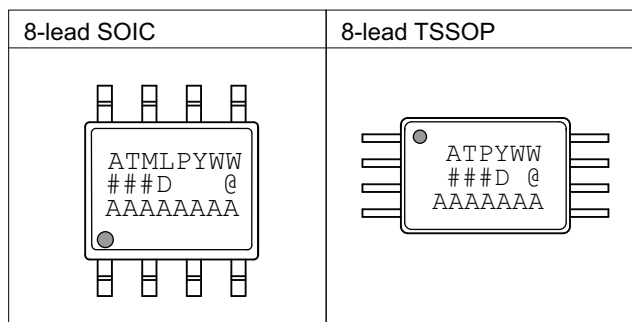 8-lead SOIC
8-lead TSSOP
ATMLPYWW
###D @
AAAAAAAA
ATPYWW
###D @
AAAAAAA